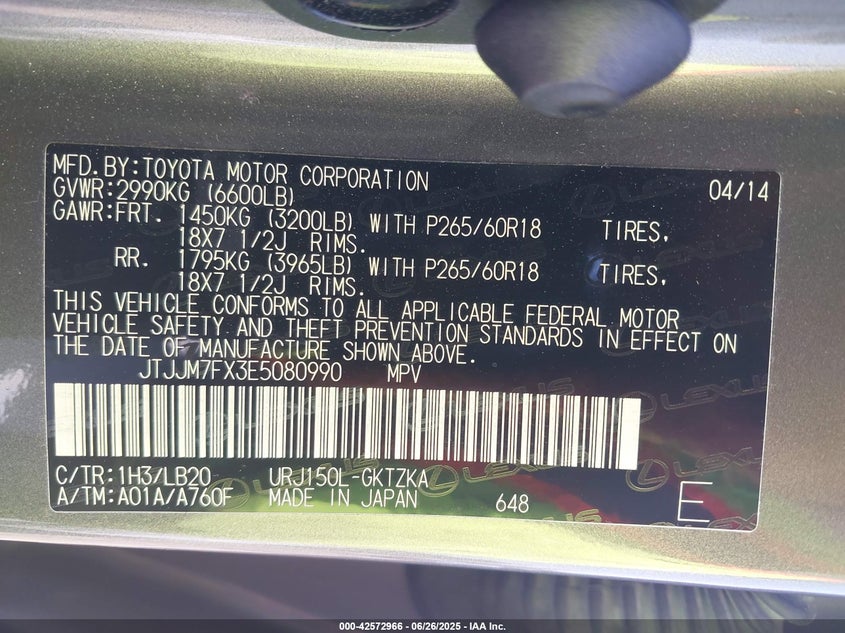 MFD.BY:TOYOTA MOTOR CORPORATION 04/14
GVWR:2990KG (6600LB)
GAWR:FRT. 1450KG (3200LB) WITH P265/60R18 TIRES,
18X7 1/2J RIMS.
RR. 1795KG (3965LB) WITH P265/60R18 TIRES,
18X7 1/2J RIMS.
THIS VEHICLE CONFORMS TO ALL APPLICABLE FEDERAL MOTOR
VEHICLE SAFETY AND THEFT PREVENTION STANDARDS IN EFFECT ON
THE DATE OF MANUFACTURE SHOWN ABOVE.
JTJJM7FX3E5080990 MPV
LEXUS
C/TR:1H3/LB20 URJ150L-GKTZKA
A/TM:A01A/A760F MADE IN JAPAN 648 E
000-42572966 - 06/26/2025 - IAA Inc.